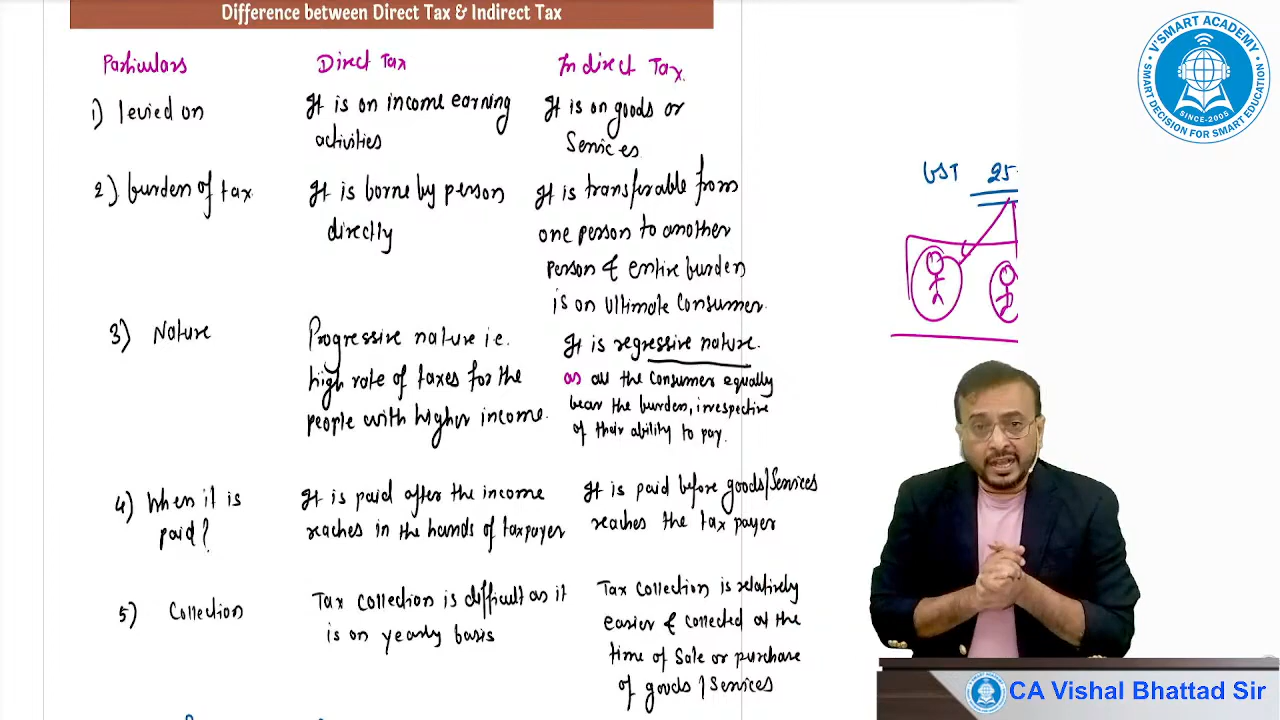 Difference between Direct Tax & Indirect Tax
Particulars
Direct Tax
Indirect Tax.
1) levied on
It is on income earning
activities
It is on goods or
Services
2) burden of tax
It is borne by person
directly
It is transferable from
one person to another
person & entire burden
is on Ultimate Consumer.
3) Nature
Progressive nature i.e.
high rate of taxes for the
people with higher income.
It is regressive nature.
as all the Consumer equally
bear the burden, irrespective
of their ability to pay.
4) When it is
paid?
It is paid after the income
reaches in the hands of taxpayer
It is paid before goods/Services
reaches the tax payer
5) Collection
Tax collection is difficult as it
is on yearly basis
Tax collection is relatively
easier & collected at the
time of Sale or purchase
of goods/Services
GST 25
V'SMART ACADEMY
SMART DECISION FOR SMART EDUCATION
SINCE-2005
CA Vishal Bhattad Sir